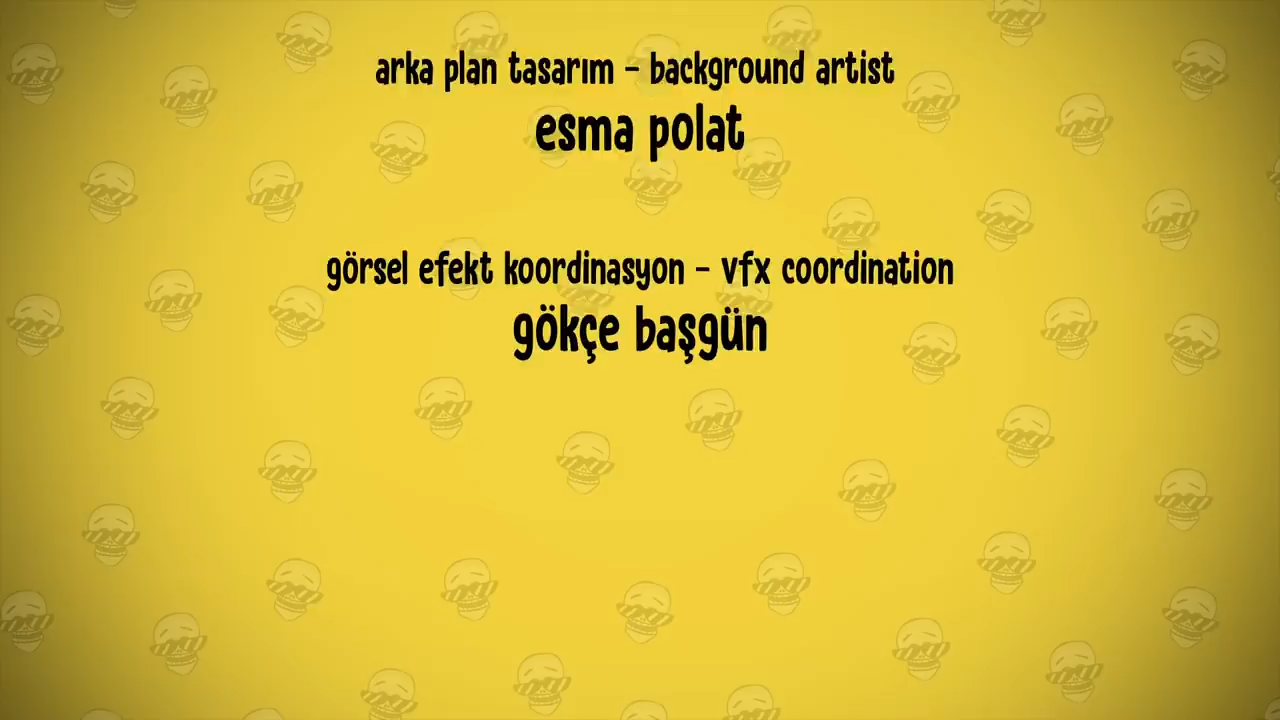 arka plan tasarım - background artist
esma polat
görsel efekt koordinasyon - vfx coordination
gökçe başgün